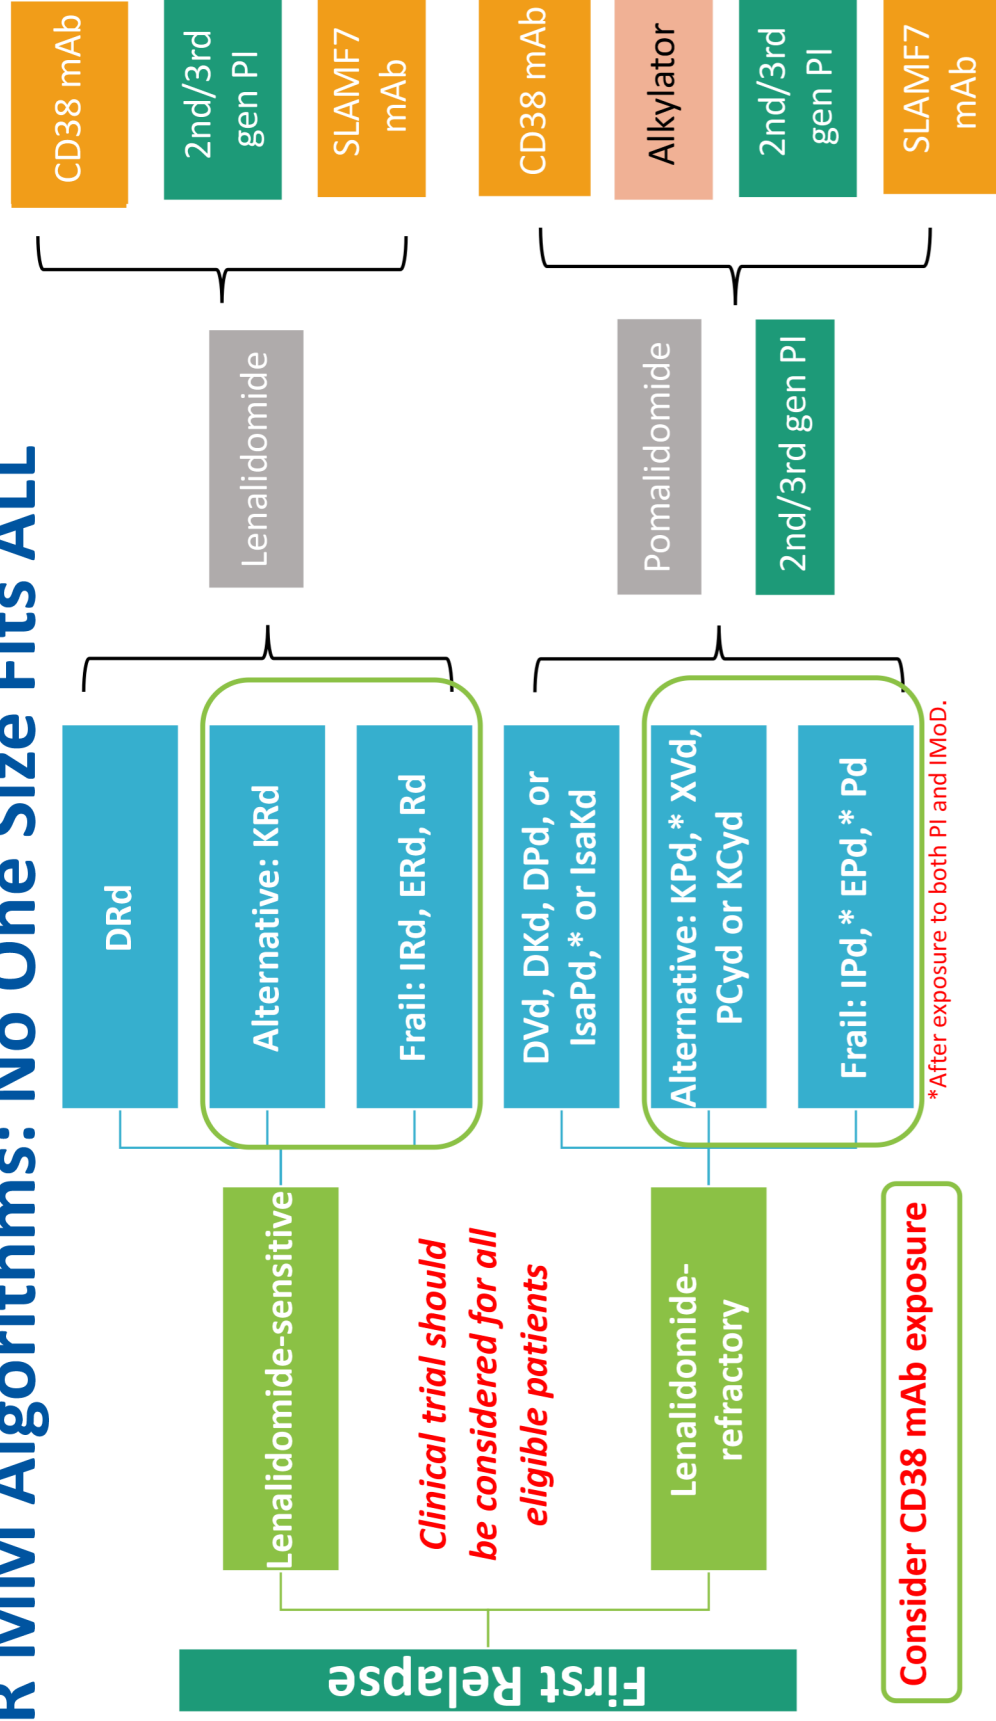 R MM Algorithms: No One Size Fits ALL
First Relapse
Lenalidomide-sensitive
Clinical trial should
be considered for all
eligible patients
Lenalidomide-
refractory
Consider CD38 mAb exposure
DRd
Alternative: KRd
Frail: IRd, ERd, Rd
DVd, DKd, DPd, or
IsaPd,* or IsaKd
Alternative: KPd,* XVd,
PCyd or KCyd
Frail: IPd,* EPd,* Pd
*After exposure to both PI and IMoD.
Lenalidomide
Pomalidomide
2nd/3rd gen PI
CD38 mAb
2nd/3rd
gen PI
SLAMF7
mAb
CD38 mAb
Alkylator
2nd/3rd
gen PI
SLAMF7
mAb